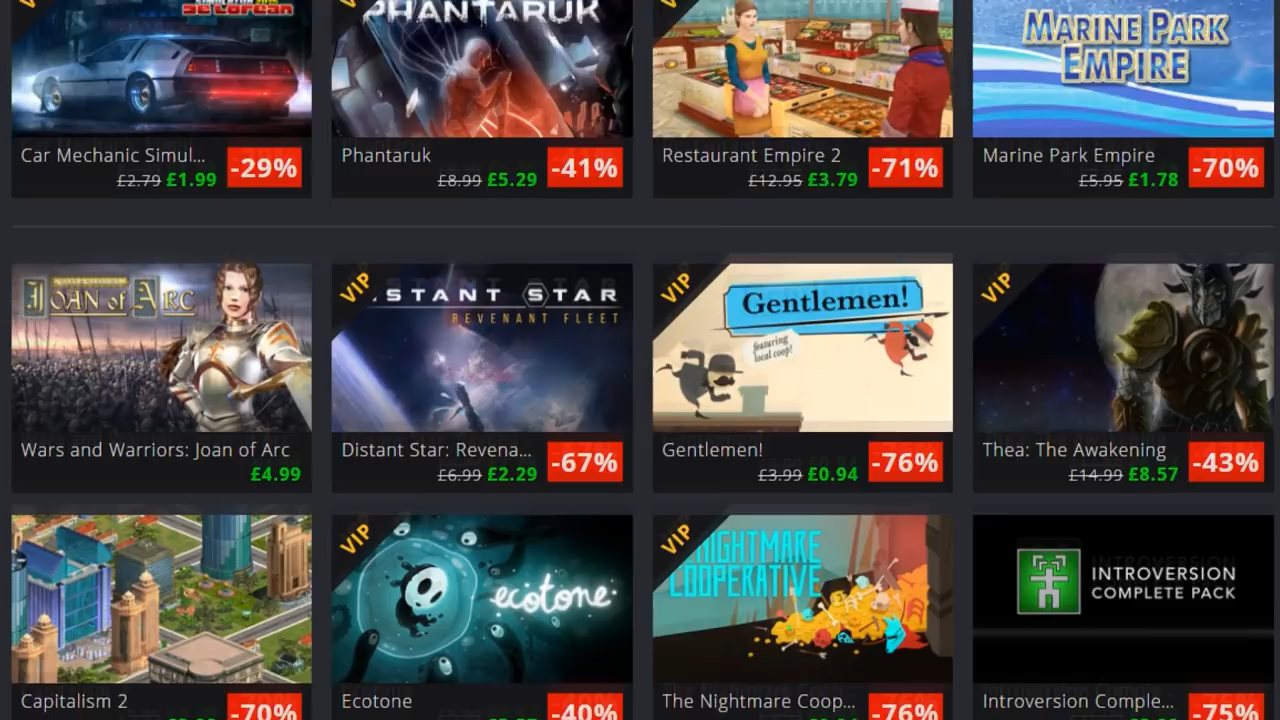 PHANTARUK
MARINE PARK
EMPIRE
Car Mechanic Simul...
£2.79 £1.99
-29%
Phantaruk
£8.99 £5.29
-41%
Restaurant Empire 2
£12.95 £3.79
-71%
Marine Park Empire
£5.95 £1.78
-70%
JOAN of ARC
VIP
STANT STAR
REVENANT FLEET
VIP
Gentlemen!
featuring
local coop!
VIP
Wars and Warriors: Joan of Arc
£4.99
Distant Star: Revena...
£6.99 £2.29
-67%
Gentlemen!
£3.99 £0.94
-76%
Thea: The Awakening
£14.99 £8.57
-43%
VIP
ecotone
VIP
NIGHTMARE
COOPERATIVE
INTROVERSION
COMPLETE PACK
Capitalism 2
-70%
Ecotone
-40%
The Nightmare Coop...
-76%
Introversion Comple...
-75%